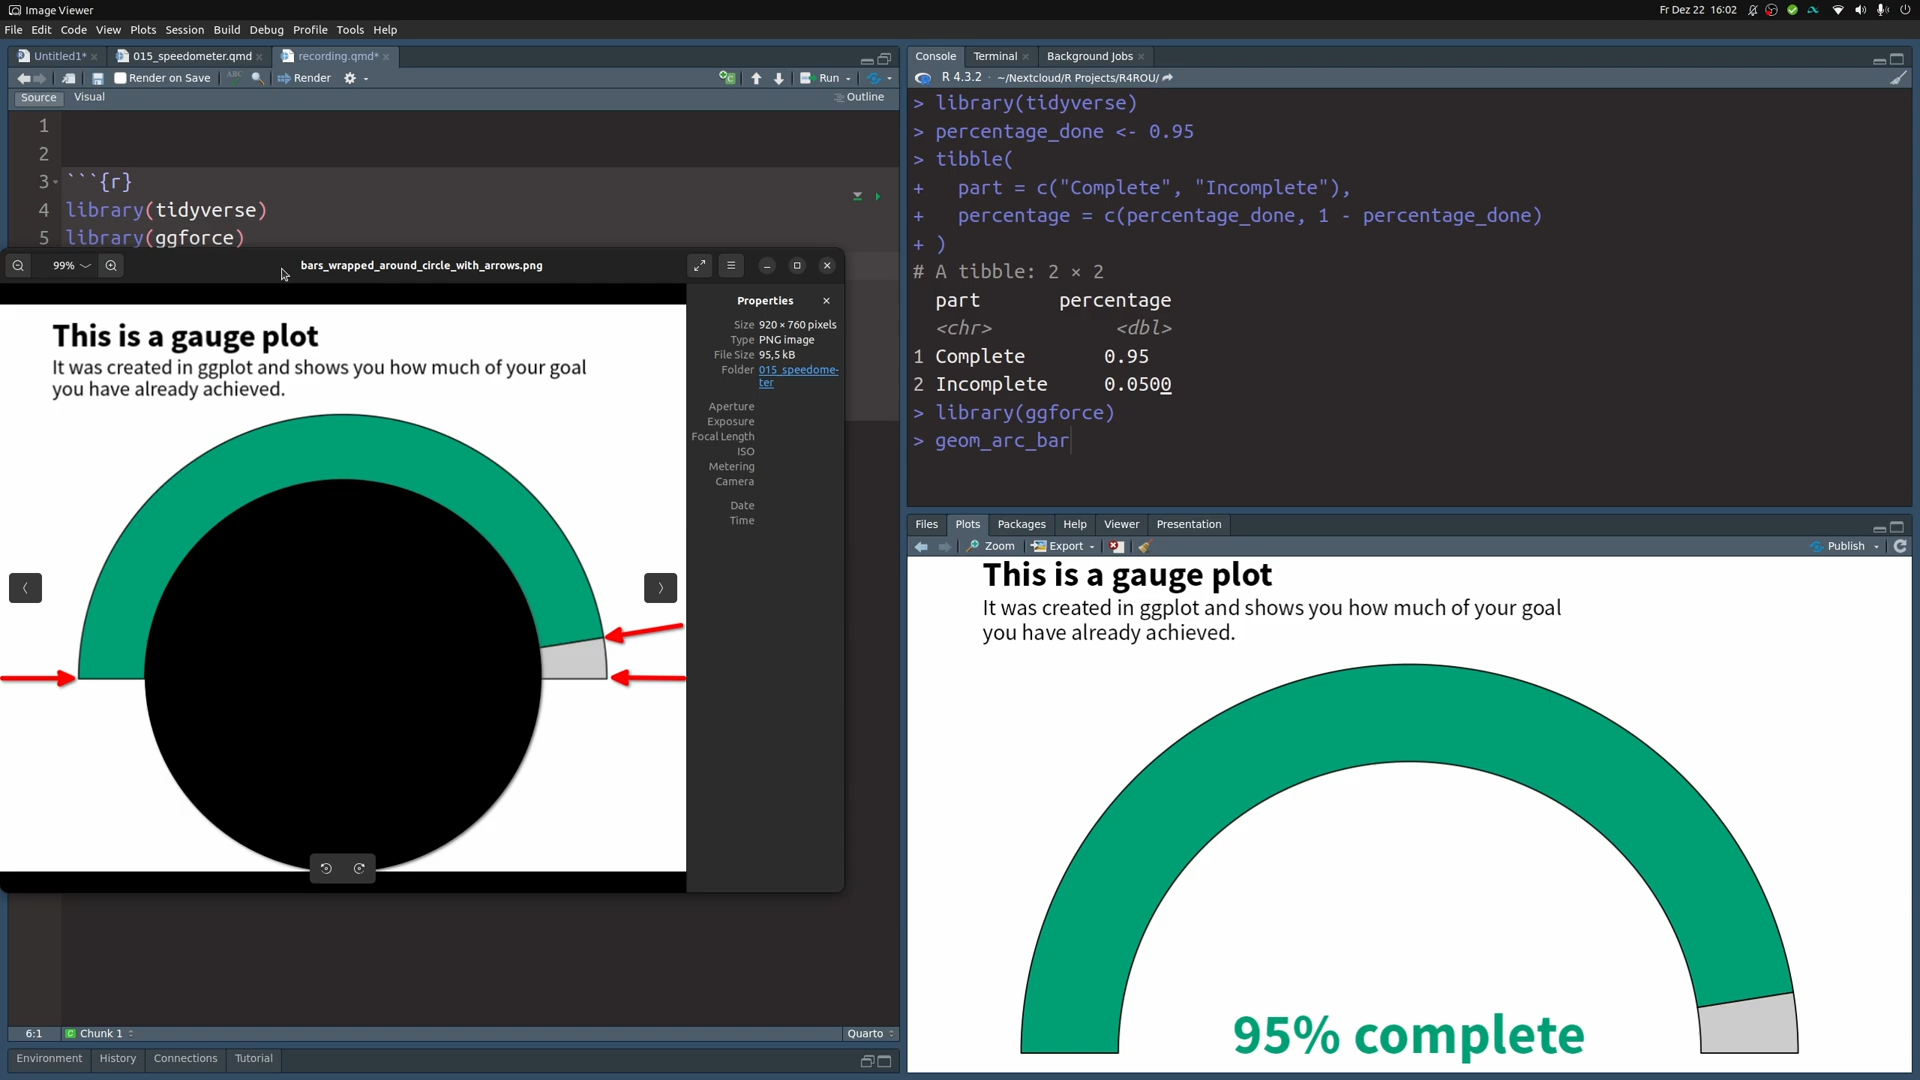 Image Viewer
Fr Dez 22 16:02
File Edit Code View Plots Session Build Debug Profile Tools Help
Untitled1* × 015_speedometer.qmd × recording.qmd* ×
Render on Save ABC Render Run
Source Visual Outline
1
2
3 ```{r}
4 library(tidyverse)
5 library(ggforce)
99% bars_wrapped_around_circle_with_arrows.png
This is a gauge plot
It was created in ggplot and shows you how much of your goal
you have already achieved.
Properties
Size 920 × 760 pixels
Type PNG image
File Size 95,5 kB
Folder 015_speedome-
ter
Aperture
Exposure
Focal Length
ISO
Metering
Camera
Date
Time
6:1 Chunk 1 Quarto
Environment History Connections Tutorial
Console Terminal × Background Jobs ×
R 4.3.2 · ~/Nextcloud/R Projects/R4ROU/
> library(tidyverse)
> percentage_done <- 0.95
> tibble(
+   part = c("Complete", "Incomplete"),
+   percentage = c(percentage_done, 1 - percentage_done)
+ )
# A tibble: 2 × 2
part percentage
<chr> <dbl>
1 Complete 0.95
2 Incomplete 0.0500
> library(ggforce)
> geom_arc_bar
Files Plots Packages Help Viewer Presentation
Zoom Export Publish
This is a gauge plot
It was created in ggplot and shows you how much of your goal
you have already achieved.
95% complete